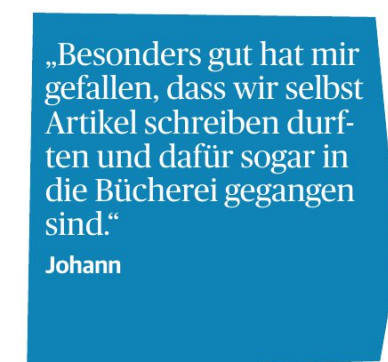 „Besonders gut hat mir
gefallen, dass wir selbst
Artikel schreiben durf-
ten und dafür sogar in
die Bücherei gegangen
sind.“
Johann